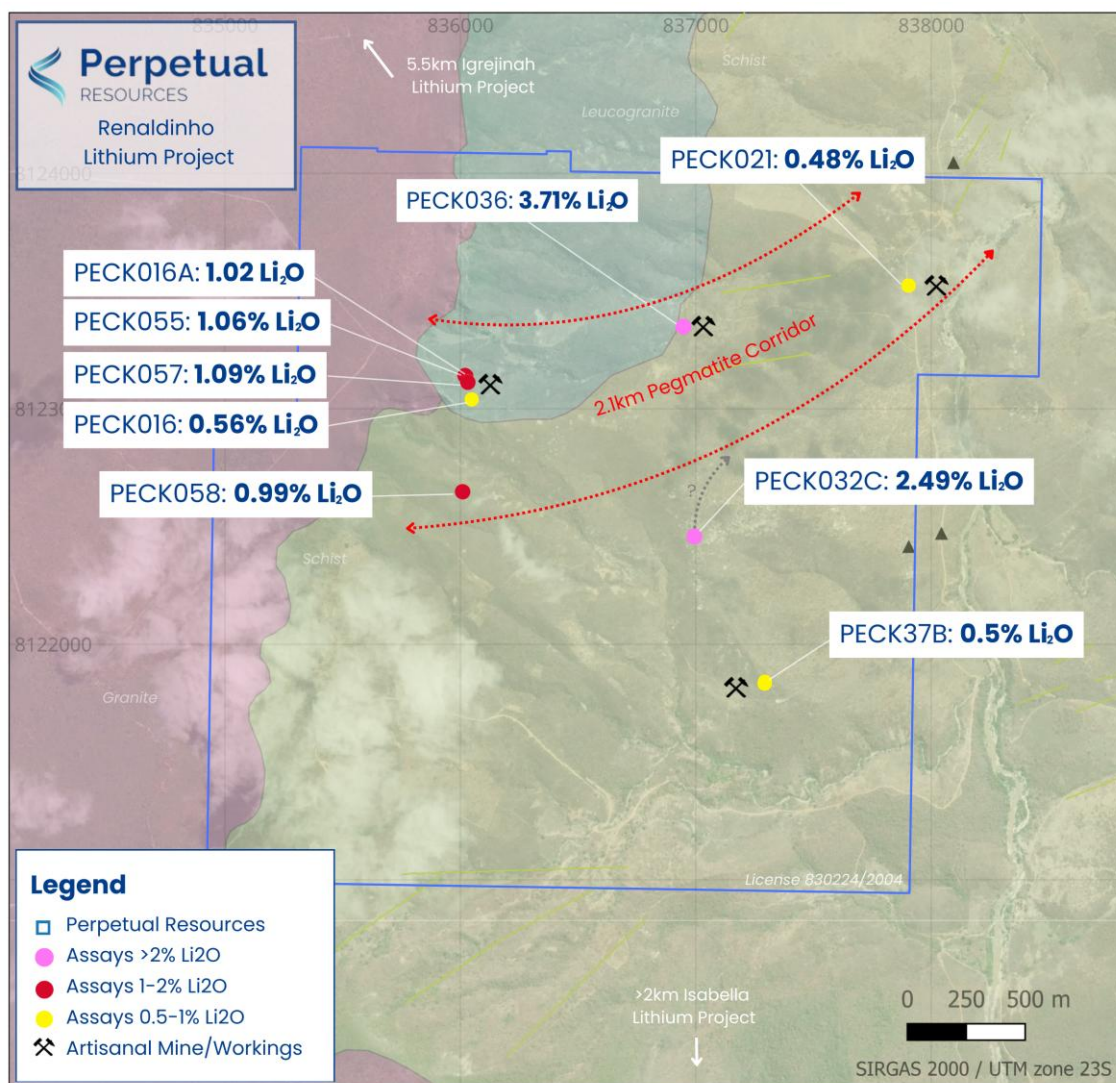 835000
836000
837000
838000
Perpetual
RESOURCES
Renaldinho
Lithium Project
5.5km Igrejinah
Lithium Project
Schist
Leucogranite
8124000
PECK021: 0.48% Li₂O
PECK036: 3.71% Li₂O
PECK016A: 1.02 Li₂O
PECK055: 1.06% Li₂O
PECK057: 1.09% Li₂O
PECK016: 0.56% Li₂O
2.1km Pegmatite Corridor
8123000
PECK058: 0.99% Li₂O
PECK032C: 2.49% Li₂O
?
Schist
8122000
PECK37B: 0.5% Li₂O
Granite
License 830224/2004
Legend
Perpetual Resources
Assays >2% Li2O
Assays 1-2% Li2O
Assays 0.5-1% Li2O
Artisanal Mine/Workings
>2km Isabella
Lithium Project
0 250 500 m
SIRGAS 2000 / UTM zone 23S